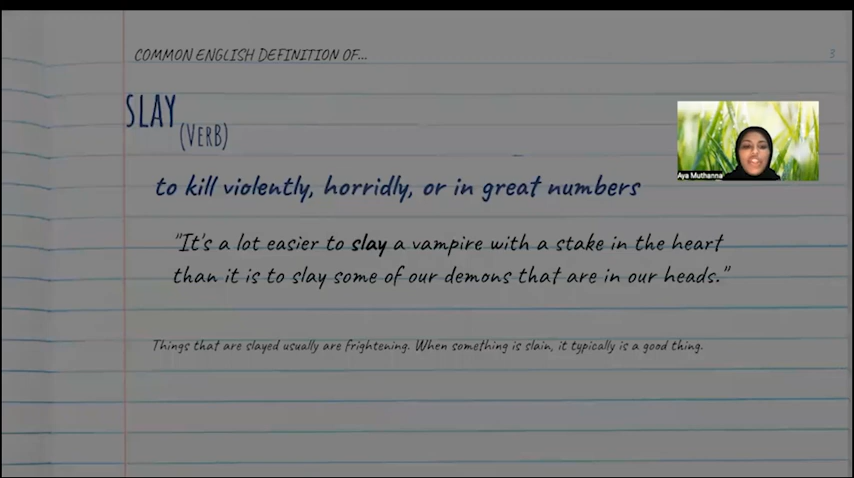 COMMON ENGLISH DEFINITION OF...
3
SLAY
(VERB)
to kill violently, horridly, or in great numbers
"It's a lot easier to slay a vampire with a stake in the heart
than it is to slay some of our demons that are in our heads."
Things that are slayed usually are frightening. When something is slain, it typically is a good thing.
Aya Muthanna